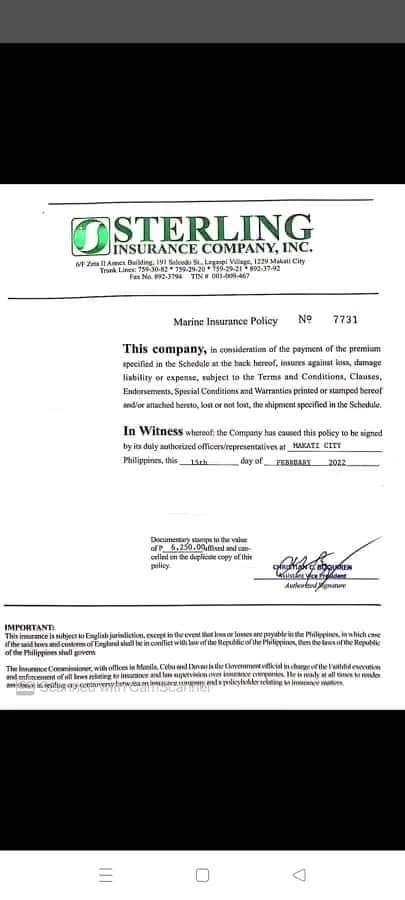 STERLING
INSURANCE COMPANY, INC.
6/F Zeta II Annex Building, 191 Salcedo St., Legaspi Village, 1229 Makati City
Trunk Lines: 759-30-82 * 759-29-20 * 759-29-21 * 892-37-92
Fax No. 892-3794 TIN # 001-009-467
Marine Insurance Policy Nº 7731
This company, in consideration of the payment of the premium
specified in the Schedule at the back hereof, insures against loss, damage
liability or expense, subject to the Terms and Conditions, Clauses,
Endorsements, Special Conditions and Warranties printed or stamped hereof
and/or attached hereto, lost or not lost, the shipment specified in the Schedule.
In Witness whereof: the Company has caused this policy to be signed
by its duly authorized officers/representatives at MAKATI CITY
Philippines, this 15th day of FEBRUARY 2022
Documentary stamps to the value
of P 6,250.00 affixed and can-
celled on the duplicate copy of this
policy.
Assistant Vice President
Authorized Signature
IMPORTANT:
This insurance is subject to English jurisdiction, except in the event that loss or losses are payable in the Philippines, in which case
if the said laws and customs of England shall be in conflict with law of the Republic of the Philippines, then the laws of the Republic
of the Philippines shall govern
The Insurance Commissioner, with offices in Manila, Cebu and Davao is the Government official in charge of the Faithful execution
and enforcement of all laws relating to insurance and has supervision over insurance companies. He is ready at all times to render
assistance in settling any controversy between an insurance company and a policyholder relating to insurance matters.
Scanned with CamScanner